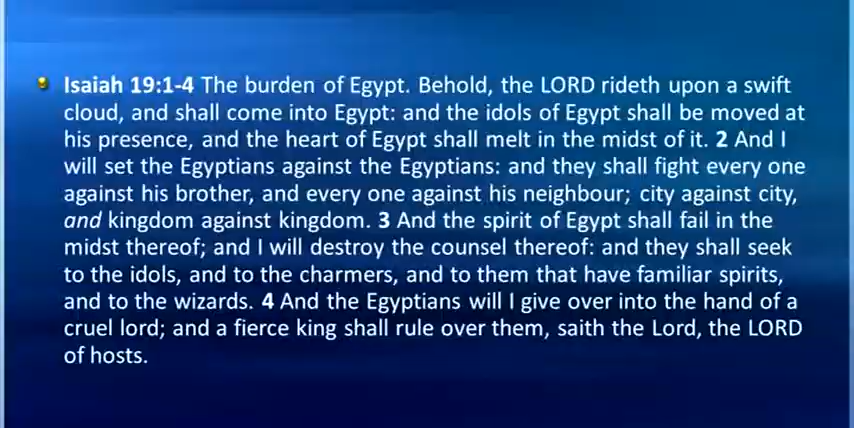 Isaiah 19:1-4 The burden of Egypt. Behold, the LORD rideth upon a swift
cloud, and shall come into Egypt: and the idols of Egypt shall be moved at
his presence, and the heart of Egypt shall melt in the midst of it. 2 And I
will set the Egyptians against the Egyptians: and they shall fight every one
against his brother, and every one against his neighbour; city against city,
and kingdom against kingdom. 3 And the spirit of Egypt shall fail in the
midst thereof; and I will destroy the counsel thereof: and they shall seek
to the idols, and to the charmers, and to them that have familiar spirits,
and to the wizards. 4 And the Egyptians will I give over into the hand of a
cruel lord; and a fierce king shall rule over them, saith the Lord, the LORD
of hosts.